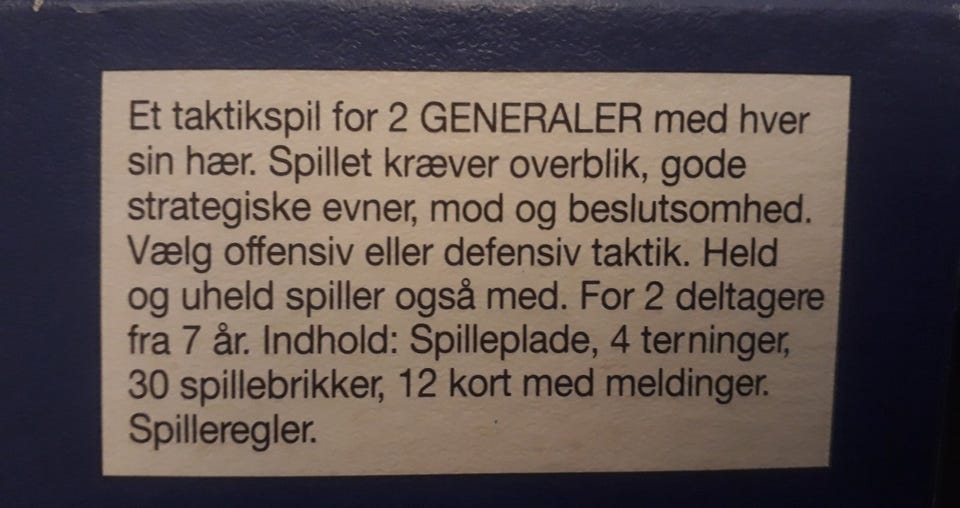 Et taktikspil for 2 GENERALER med hver
sin hær. Spillet kræver overblik, gode
strategiske evner, mod og beslutsomhed.
Vælg offensiv eller defensiv taktik. Held
og uheld spiller også med. For 2 deltagere
fra 7 år. Indhold: Spilleplade, 4 terninger,
30 spillebrikker, 12 kort med meldinger.
Spilleregler.